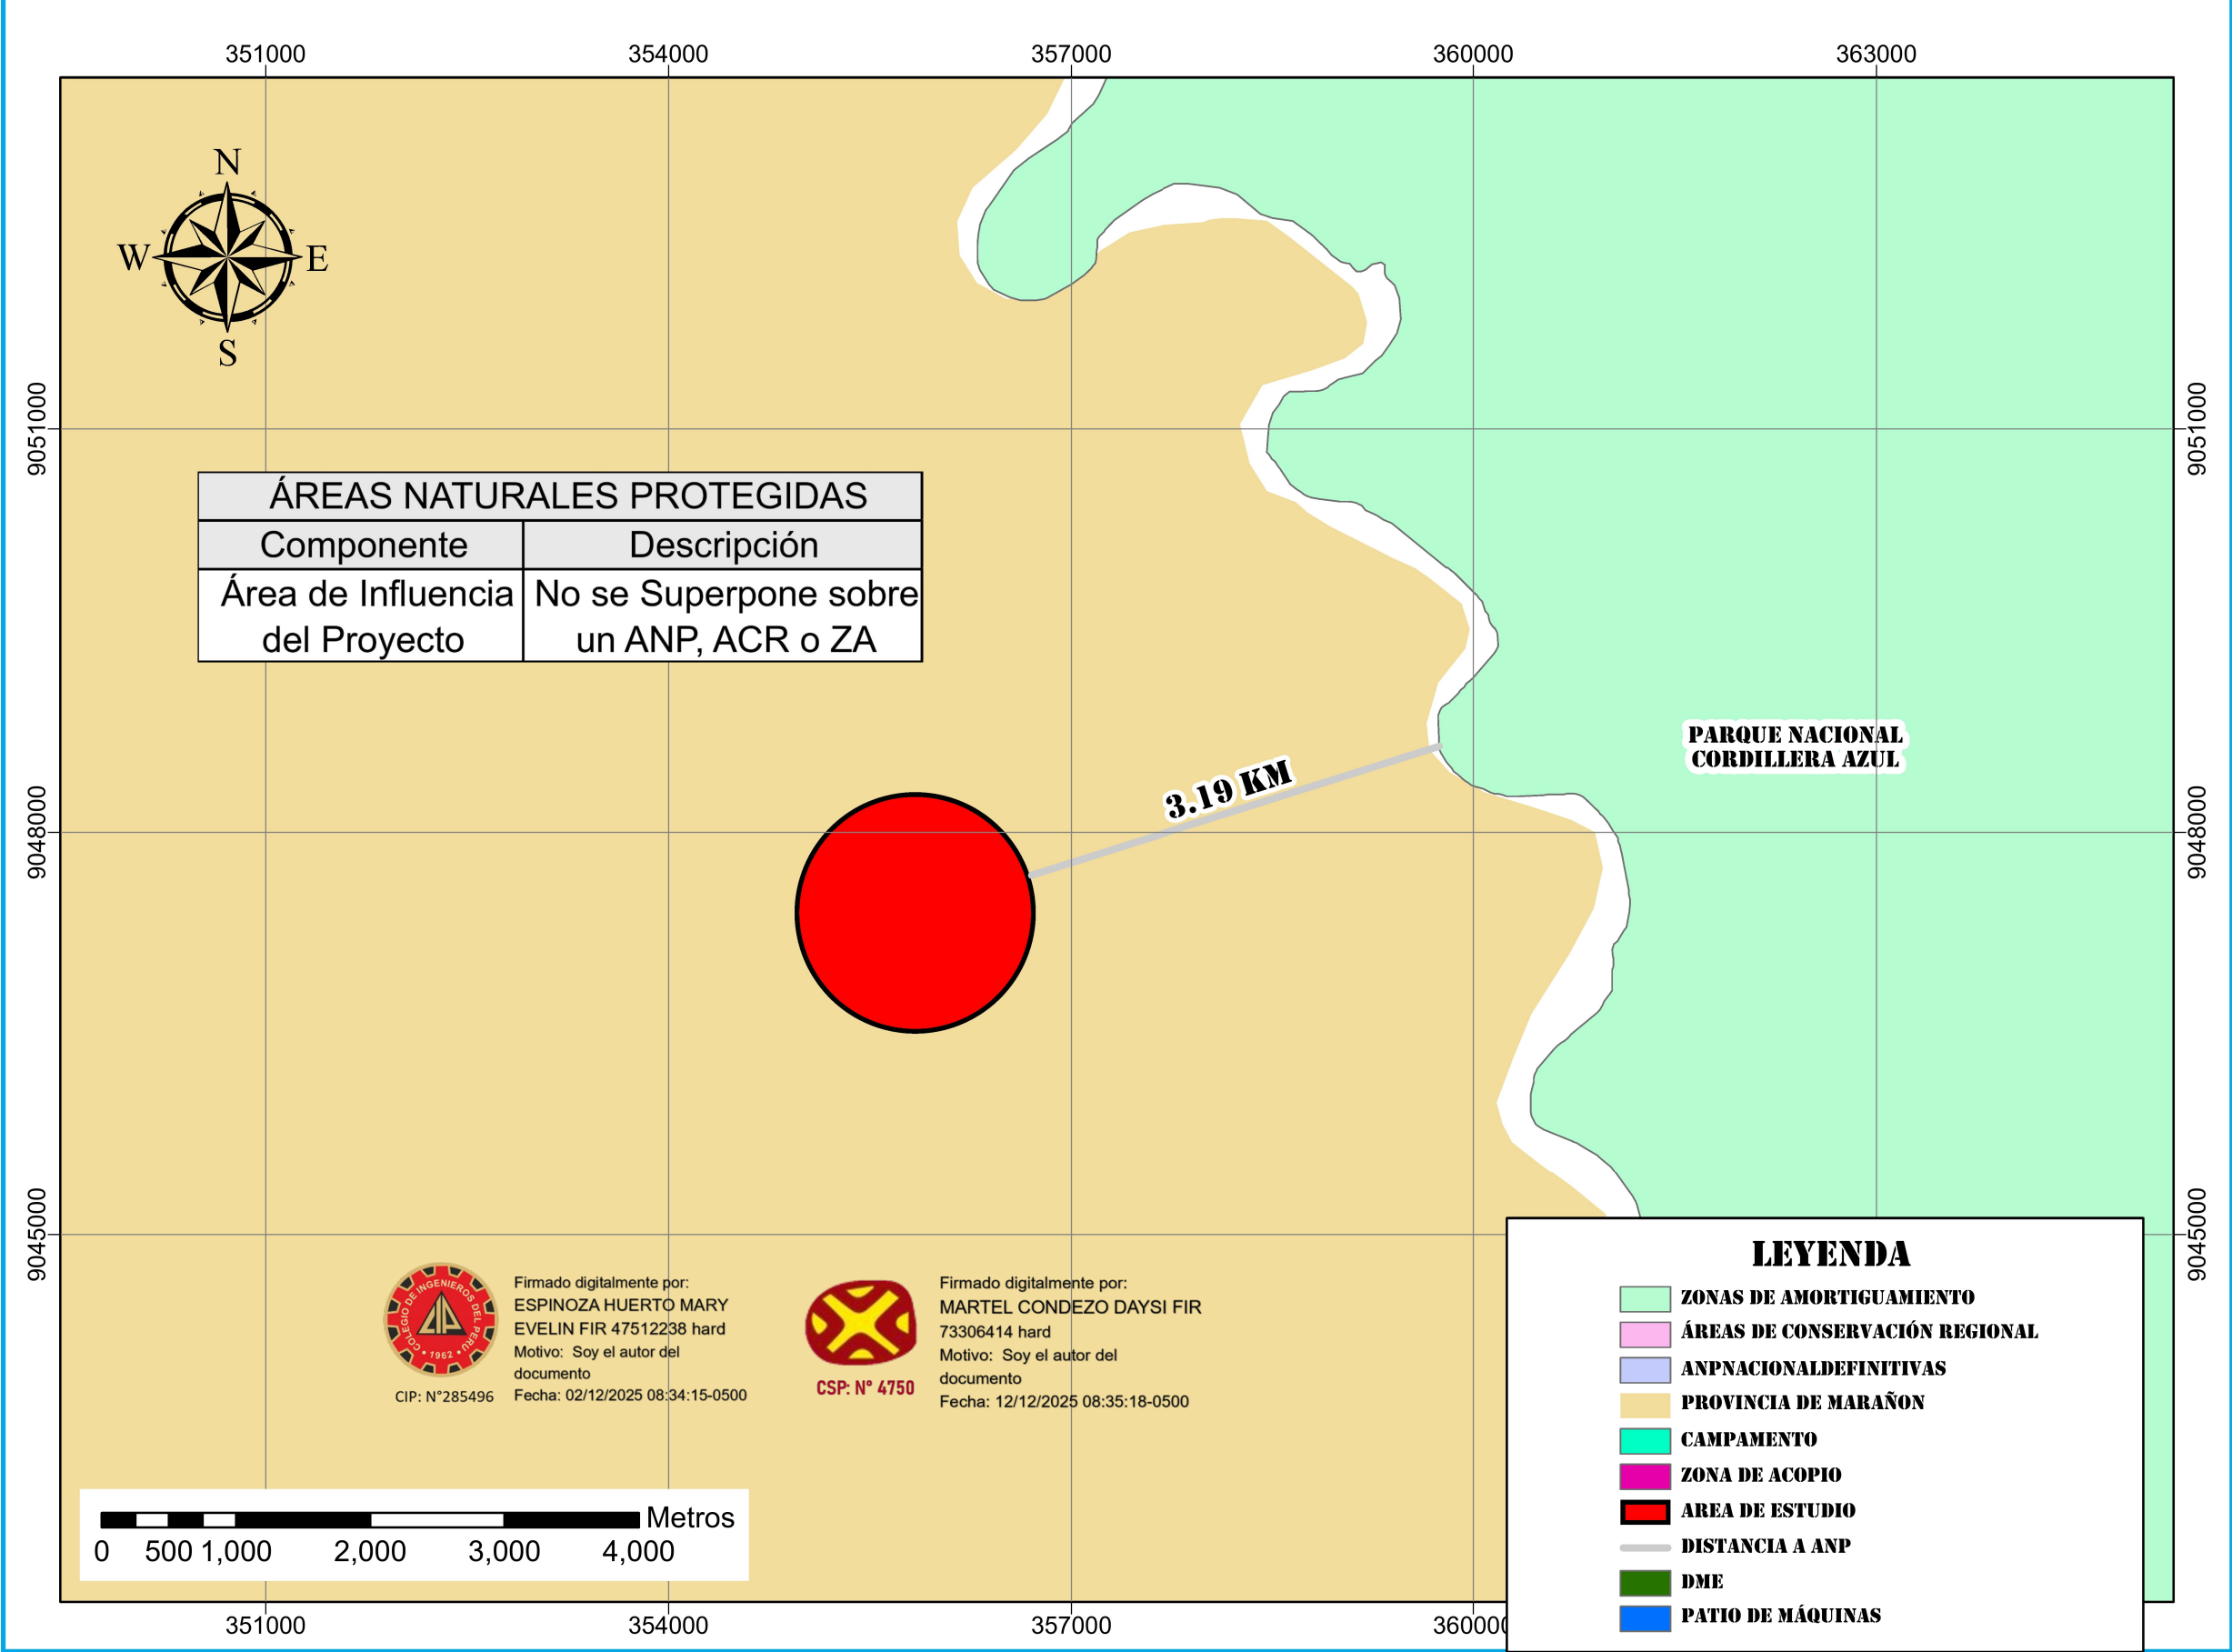 351000 354000 357000 360000 363000
N
W E
S
9051000 9051000
ÁREAS NATURALES PROTEGIDAS
Componente Descripción
Área de Influencia No se Superpone sobre
del Proyecto un ANP, ACR o ZA
PARQUE NACIONAL
CORDILLERA AZUL
3.19 KM
9048000 9048000
9045000 9045000
COLEGIO DE INGENIEROS DEL PERU
• 1962 •
CIP: N°285496
Firmado digitalmente por:
ESPINOZA HUERTO MARY
EVELIN FIR 47512238 hard
Motivo: Soy el autor del
documento
Fecha: 02/12/2025 08:34:15-0500
CSP: N° 4750
Firmado digitalmente por:
MARTEL CONDEZO DAYSI FIR
73306414 hard
Motivo: Soy el autor del
documento
Fecha: 12/12/2025 08:35:18-0500
LEYENDA
ZONAS DE AMORTIGUAMIENTO
ÁREAS DE CONSERVACIÓN REGIONAL
ANPNACIONALDEFINITIVAS
PROVINCIA DE MARAÑON
CAMPAMENTO
ZONA DE ACOPIO
AREA DE ESTUDIO
DISTANCIA A ANP
DME
PATIO DE MÁQUINAS
Metros
0 500 1,000 2,000 3,000 4,000
351000 354000 357000 360000